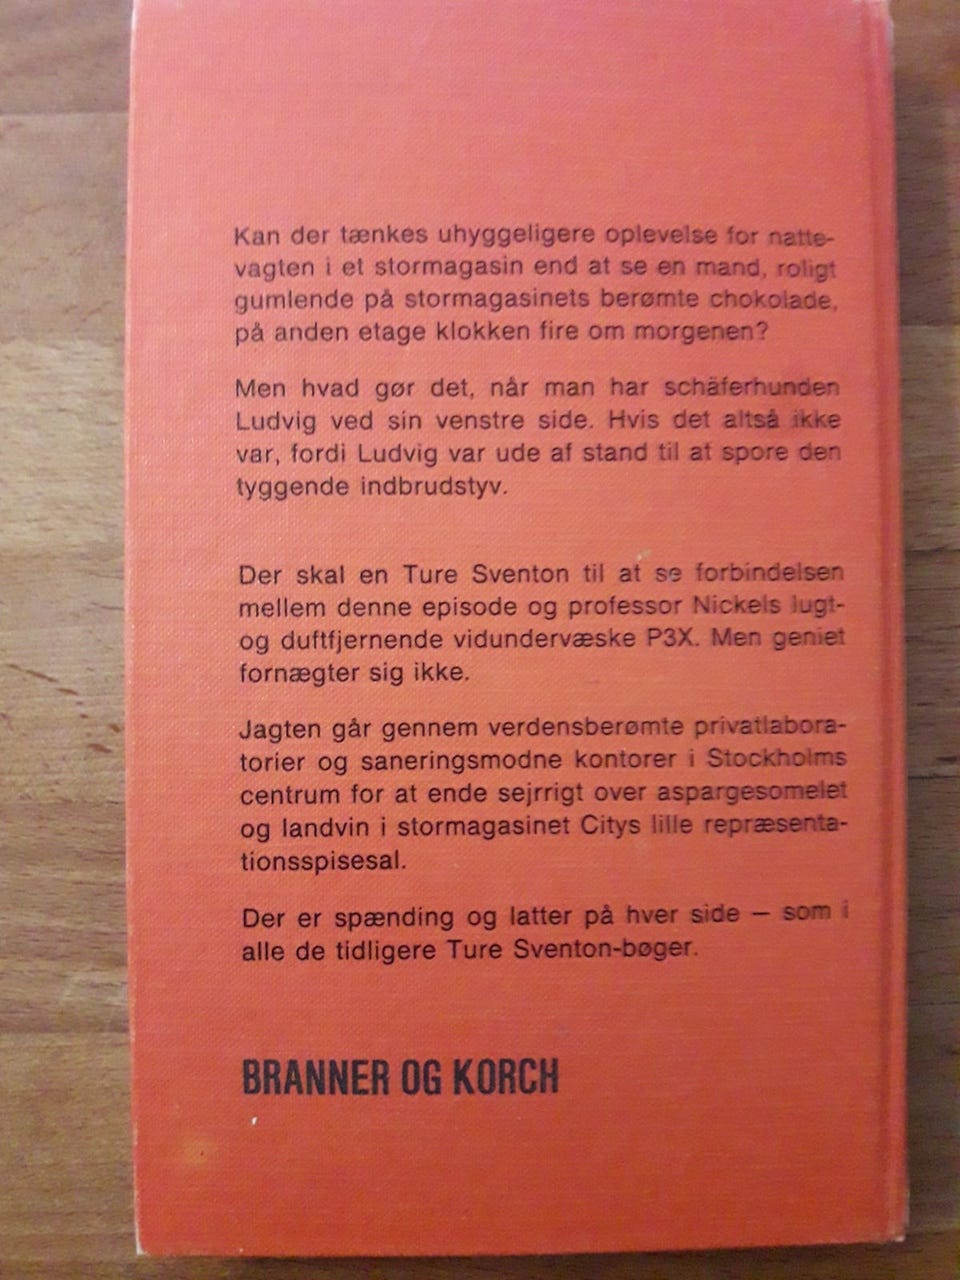 Kan der tænkes uhyggeligere oplevelse for natte-
vagten i et stormagasin end at se en mand, roligt
gumlende på stormagasinets berømte chokolade,
på anden etage klokken fire om morgenen?
Men hvad gør det, når man har schäferhunden
Ludvig ved sin venstre side. Hvis det altså ikke
var, fordi Ludvig var ude af stand til at spore den
tyggende indbrudstyv.
Der skal en Ture Sventon til at se forbindelsen
mellem denne episode og professor Nickels lugt-
og duftfjernende vidundervæske P3X. Men geniet
fornægter sig ikke.
Jagten går gennem verdensberømte privatlabora-
torier og saneringsmodne kontorer i Stockholms
centrum for at ende sejrrigt over aspargesomelet
og landvin i stormagasinet Citys lille repræsenta-
tionsspisesal.
Der er spænding og latter på hver side – som i
alle de tidligere Ture Sventon-bøger.
BRANNER OG KORCH